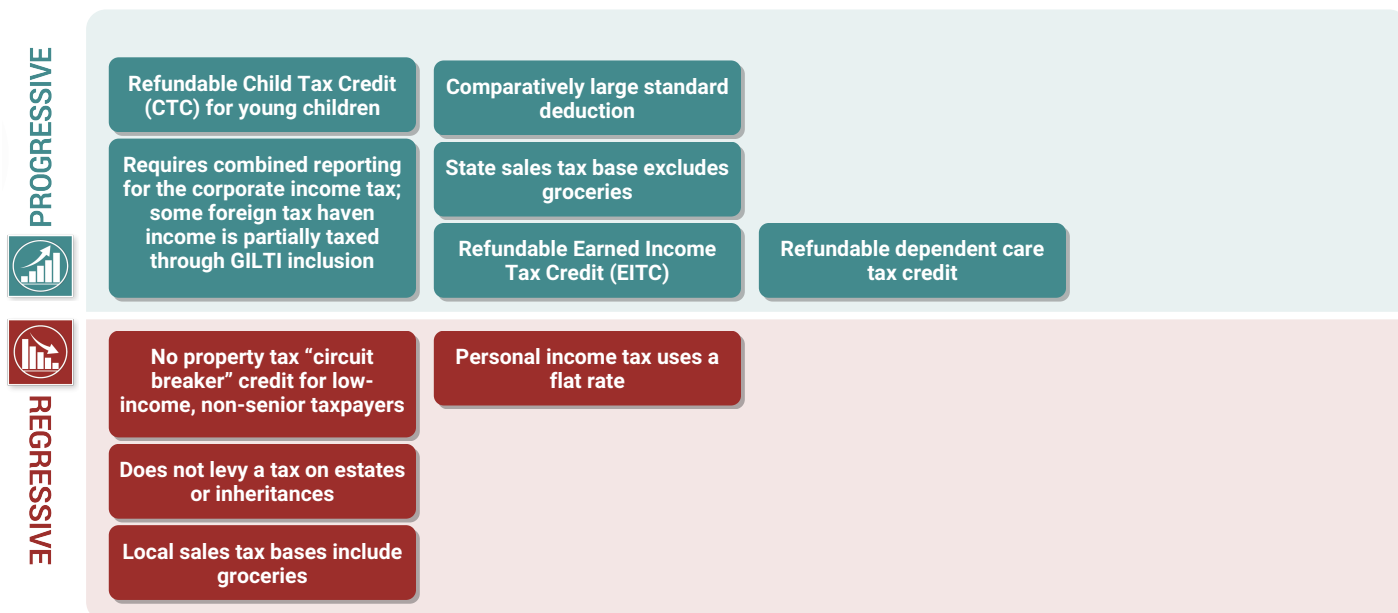 PROGRESSIVE
Refundable Child Tax Credit
(CTC) for young children
Requires combined reporting
for the corporate income tax;
some foreign tax haven
income is partially taxed
through GILTI inclusion
Comparatively large standard
deduction
State sales tax base excludes
groceries
Refundable Earned Income
Tax Credit (EITC)
Refundable dependent care
tax credit
REGRESSIVE
No property tax “circuit
breaker” credit for low-
income, non-senior taxpayers
Does not levy a tax on estates
or inheritances
Local sales tax bases include
groceries
Personal income tax uses a
flat rate